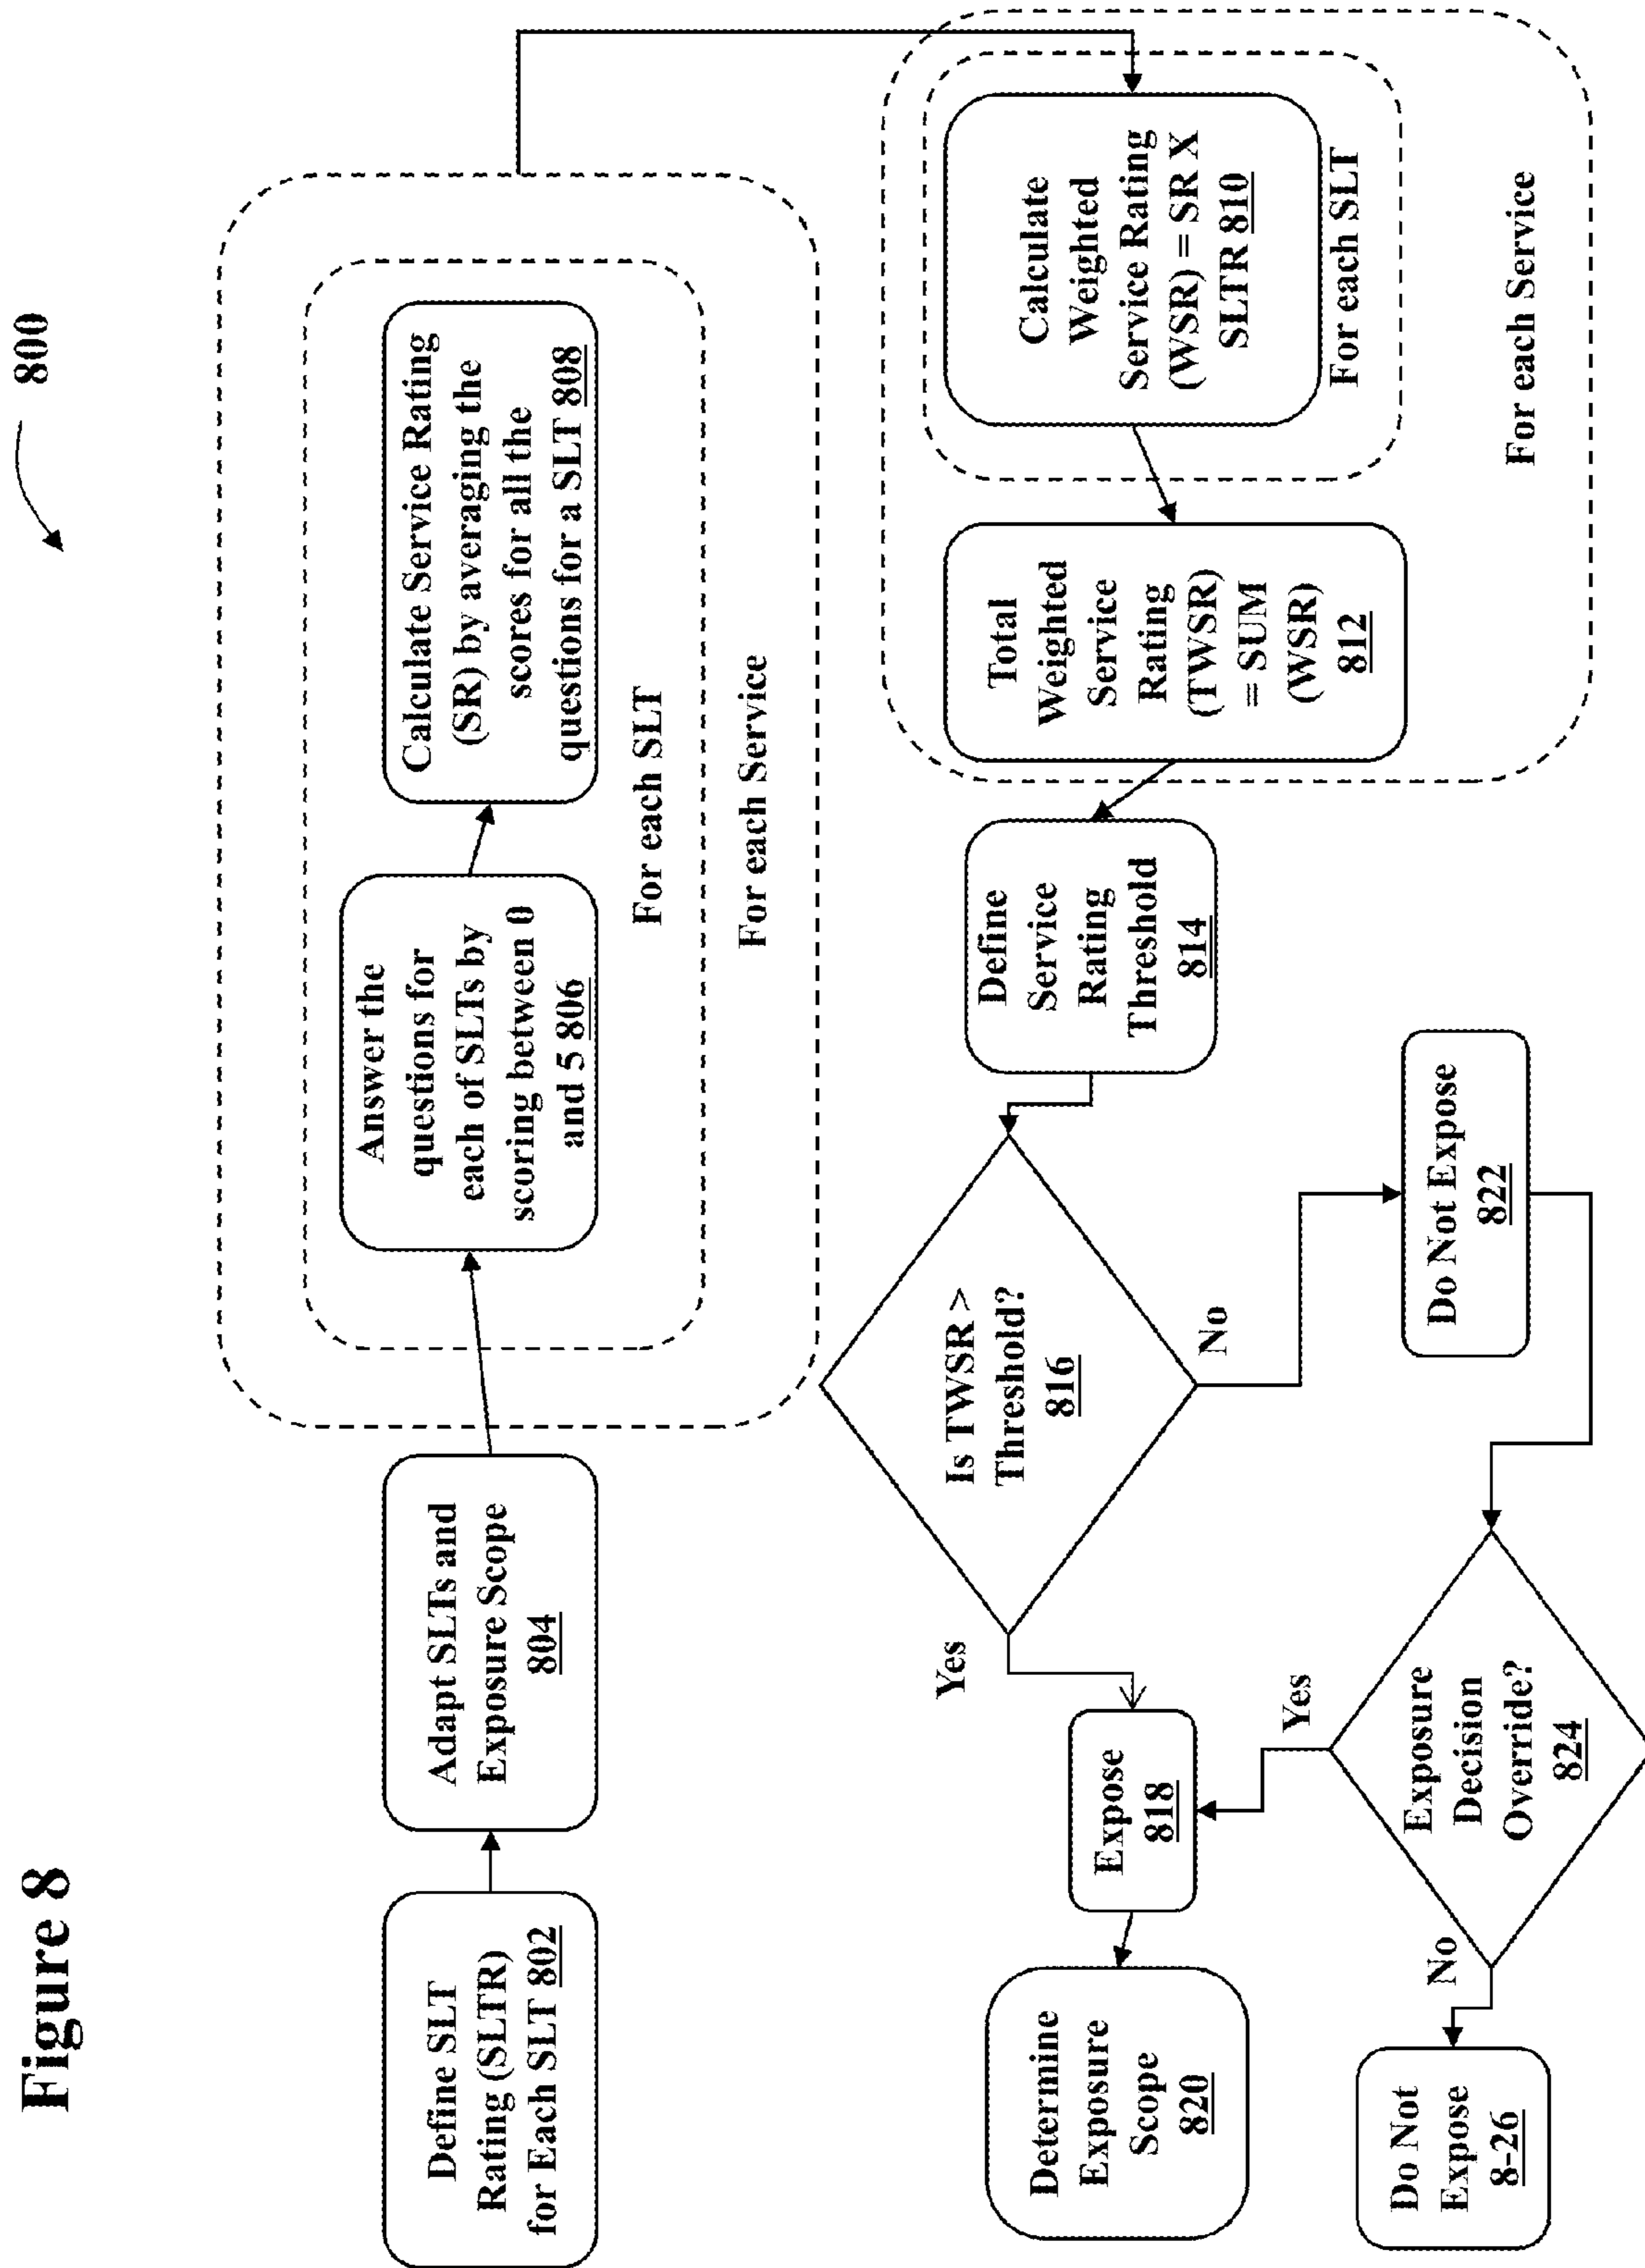 Figure 8
800
Define SLT
Rating (SLTR)
for Each SLT 802
Adapt SLTs and
Exposure Scope
804
Answer the
questions for
each of SLTs by
scoring between 0
and 5 806
Calculate Service Rating
(SR) by averaging the
scores for all the
questions for a SLT 808
For each SLT
For each Service
Calculate
Weighted
Service Rating
(WSR) = SR X
SLTR 810
For each SLT
Total
Weighted
Service
Rating
(TWSR)
= SUM
(WSR)
812
For each Service
Define
Service
Rating
Threshold
814
Is TWSR >
Threshold?
816
Yes
No
Expose
818
Determine
Exposure
Scope
820
Do Not Expose
822
Exposure
Decision
Override?
824
Yes
No
Do Not
Expose
8-26